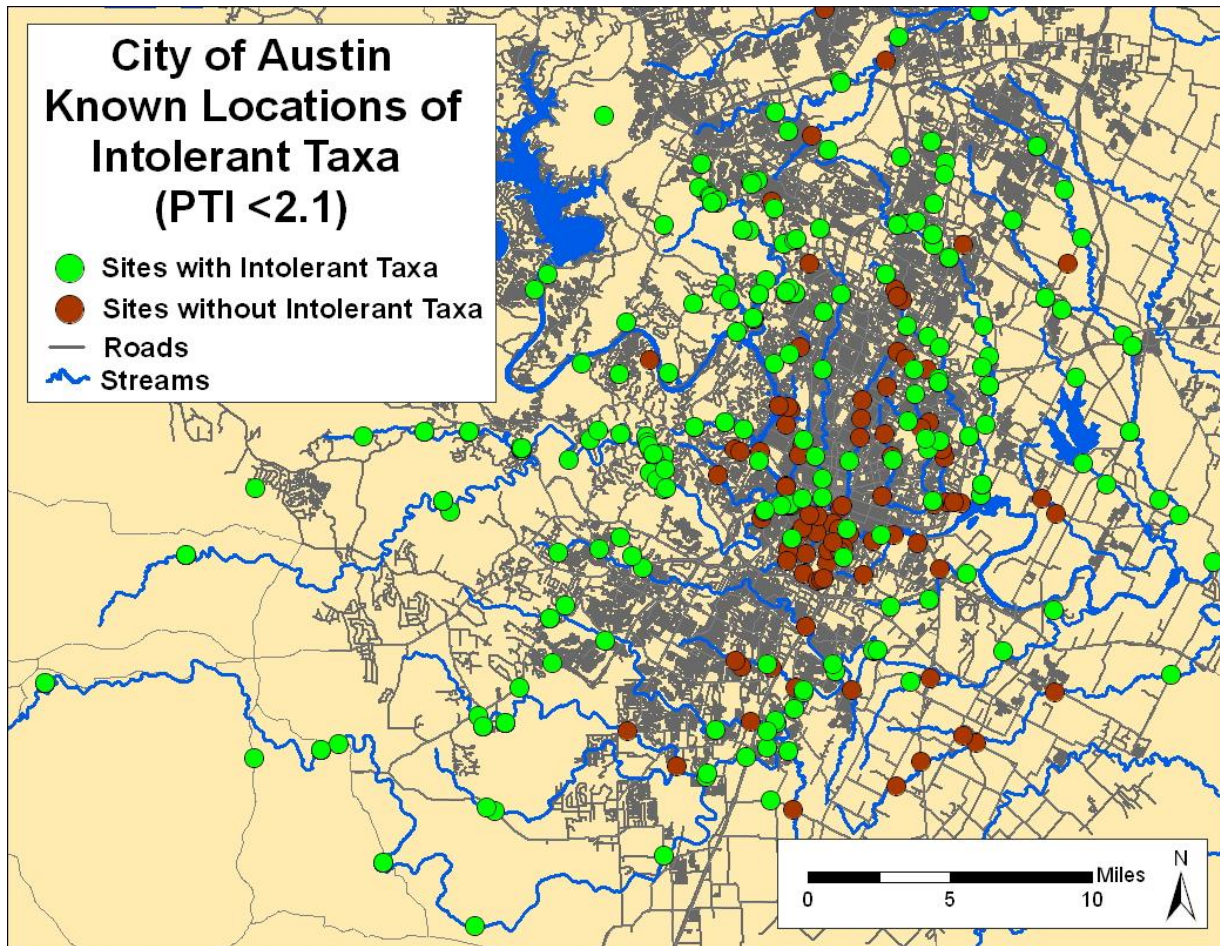 City of Austin
Known Locations of
Intolerant Taxa
(PTI <2.1)
Sites with Intolerant Taxa
Sites without Intolerant Taxa
Roads
Streams
Miles
0 5 10
N